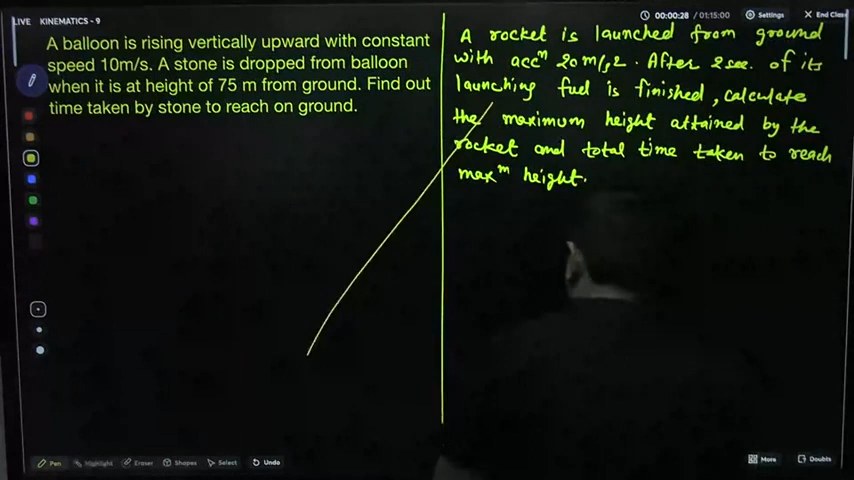 LIVE KINEMATICS - 9
00:00:28 / 01:15:00
Settings
End Class
A balloon is rising vertically upward with constant
speed 10m/s. A stone is dropped from balloon
when it is at height of 75 m from ground. Find out
time taken by stone to reach on ground.
A rocket is launched from ground
with accⁿ 20 m/s2. After 2 sec. of its
launching fuel is finished, calculate
the maximum height attained by the
rocket and total time taken to reach
maxᵐ height.
Pen
Highlight
Eraser
Shapes
Select
Undo
More
Doubts